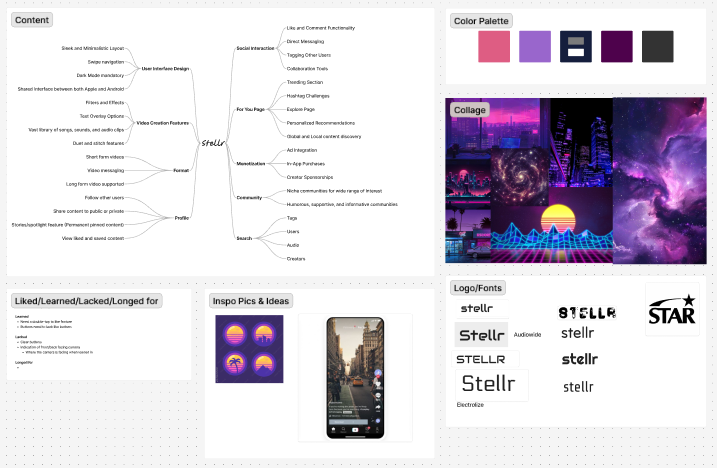 Content
Sleek and Minimalistic Layout
Swipe navigation
Dark Mode mandatory
Shared interface between both Apple and Android
User Interface Design
Filters and Effects
Text Overlay Options
Vast library of songs, sounds, and audio clips
Duet and stitch features
Video Creation Features
Short form videos
Video messaging
Long form video supported
Format
Follow other users
Share content to public or private
Stories/spotlight feature (Permanent pinned content)
View liked and saved content
Profile
stellr
Social Interaction
Like and Comment Functionality
Direct Messaging
Tagging Other Users
Collaboration Tools
For You Page
Trending Section
Hashtag Challenges
Explore Page
Personalized Recommendations
Global and Local content discovery
Monetization
Ad Integration
In-App Purchases
Creator Sponsorships
Community
Niche communities for wide range of interest
Humorous, supportive, and informative communities
Search
Tags
Users
Audio
Creators
Color Palette
Collage
Liked/Learned/Lacked/Longed for
Learned
Lacked
Clear buttons
Longed for
Inspo Pics & Ideas
Logo/Fonts
stellr
STELLR
Stellr
Audiowide
stellr
STELLR
stellr
Stellr
stellr
Electrolize
STAR